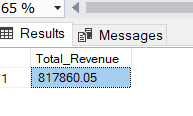 65 %
Results Messages
Total_Revenue
1 817860.05